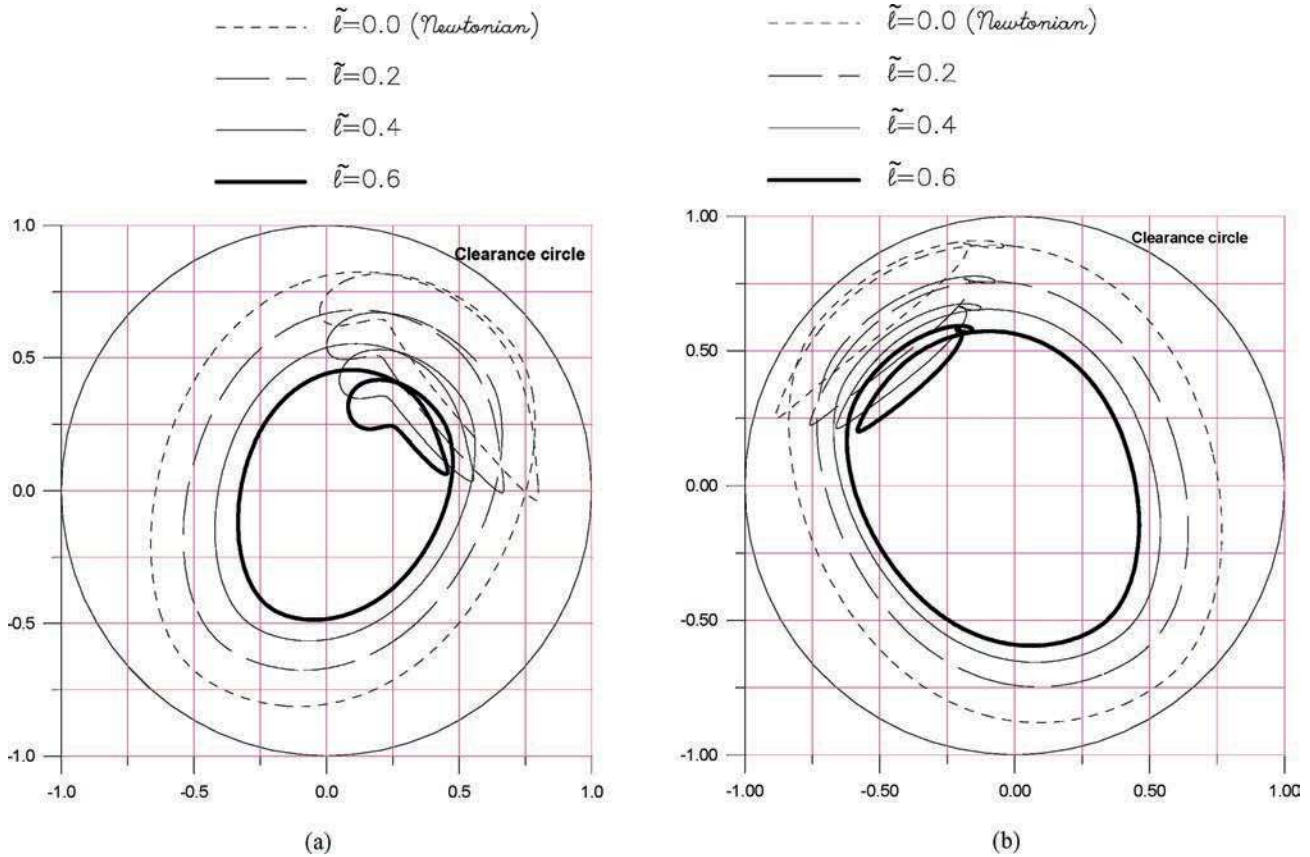 ℓ̃=0.0 (Newtonian)
ℓ̃=0.2
ℓ̃=0.4
ℓ̃=0.6
Clearance circle
1.0
0.5
0.0
-0.5
-1.0
-1.0 -0.5 0.0 0.5 1.0
(a)
ℓ̃=0.0 (Newtonian)
ℓ̃=0.2
ℓ̃=0.4
ℓ̃=0.6
Clearance circle
1.00
0.50
0.00
-0.50
-1.00
-1.00 -0.50 0.00 0.50 1.00
(b)